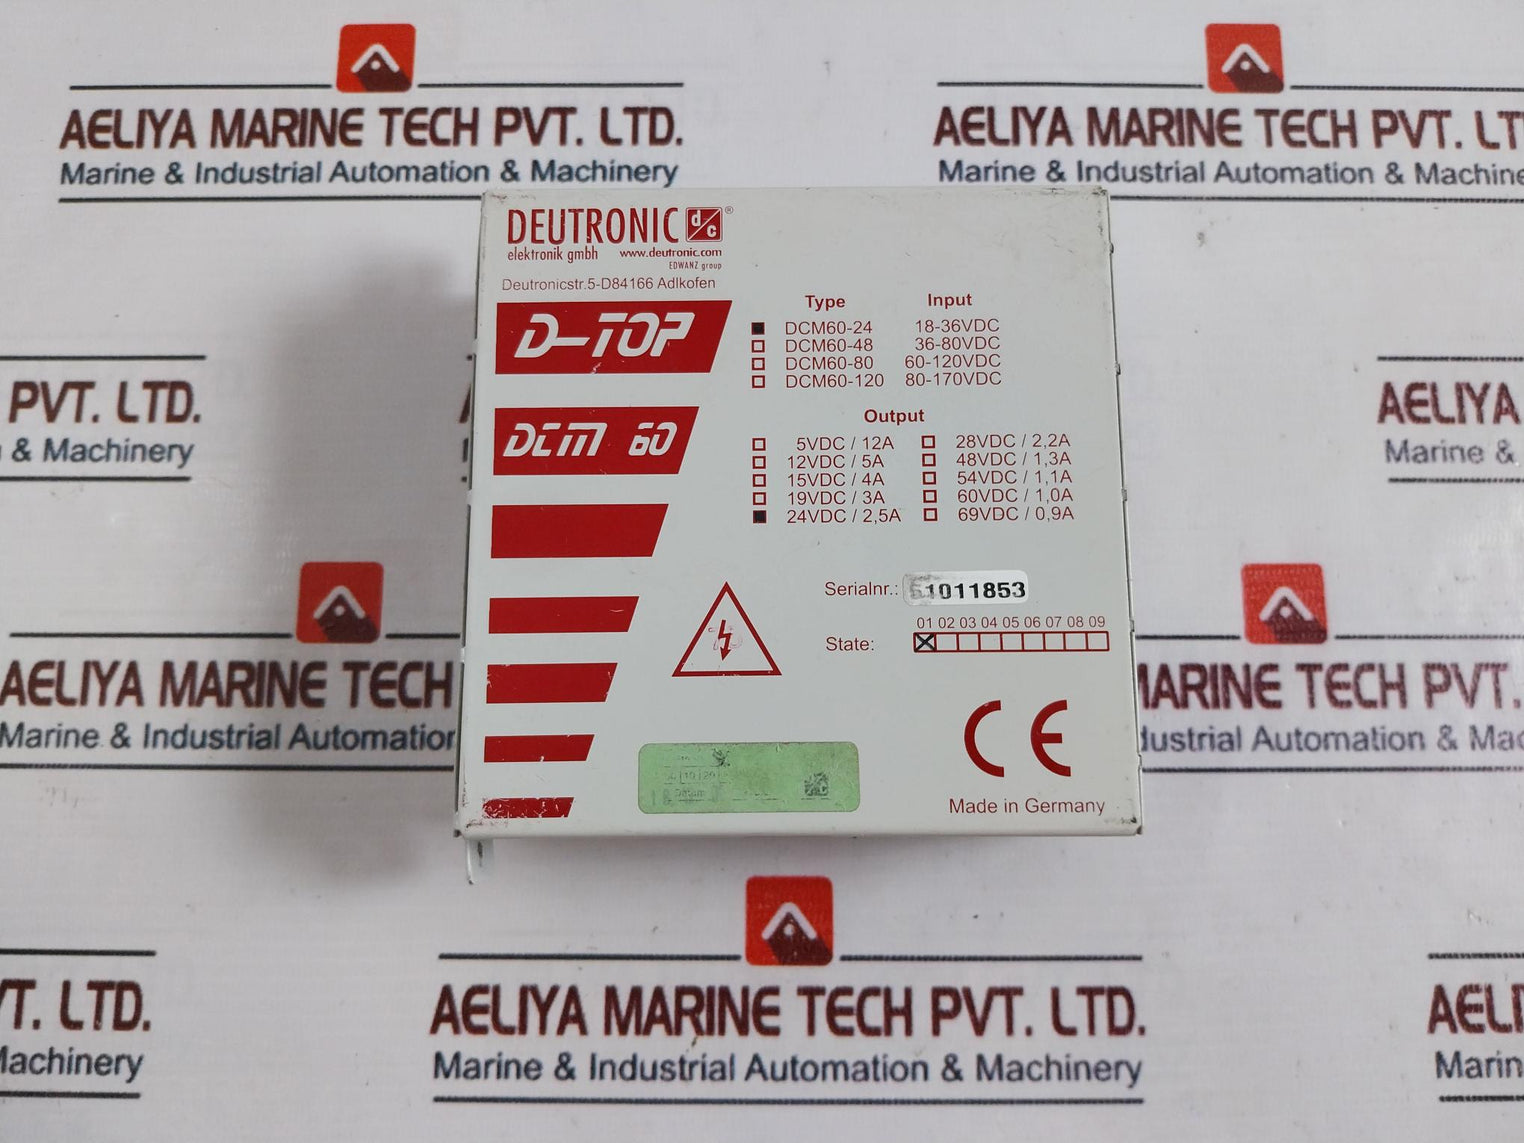 AELIYA MARINE TECH PVT. LTD.
Marine & Industrial Automation & Machinery
AELIYA MARINE TECH PVT. LT
Marine & Industrial Automation & Machine
DEUTRONIC d/c ®
elektronik gmbh www.deutronic.com
EDWANZ group
Deutronicstr.5-D84166 Adlkofen
D-TOP
DCM 60
Type Input
DCM60-24 18-36VDC
DCM60-48 36-80VDC
DCM60-80 60-120VDC
DCM60-120 80-170VDC
Output
5VDC / 12A 28VDC / 2,2A
12VDC / 5A 48VDC / 1,3A
15VDC / 4A 54VDC / 1,1A
19VDC / 3A 60VDC / 1,0A
24VDC / 2,5A 69VDC / 0,9A
Serialnr.: 51011853
01 02 03 04 05 06 07 08 09
State:
CE
Made in Germany
PVT. LTD.
& Machinery
AELIYA
Marine &
AELIYA MARINE TECH
Marine & Industrial Automation
MARINE TECH PVT.
dustrial Automation & Mac
T. LTD.
Machinery
AELIYA MARINE TECH PVT. LTD.
Marine & Industrial Automation & Machinery
AELI
Marin